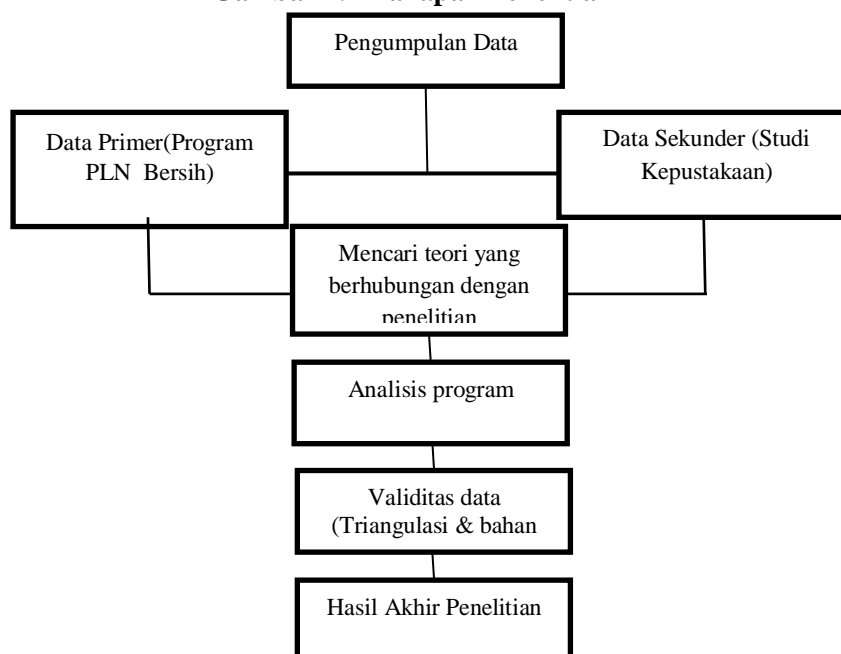 Pengumpulan Data
Data Primer(Program
PLN Bersih)
Data Sekunder (Studi
Kepustakaan)
Mencari teori yang
berhubungan dengan
penelitian
Analisis program
Validitas data
(Triangulasi & bahan
Hasil Akhir Penelitian